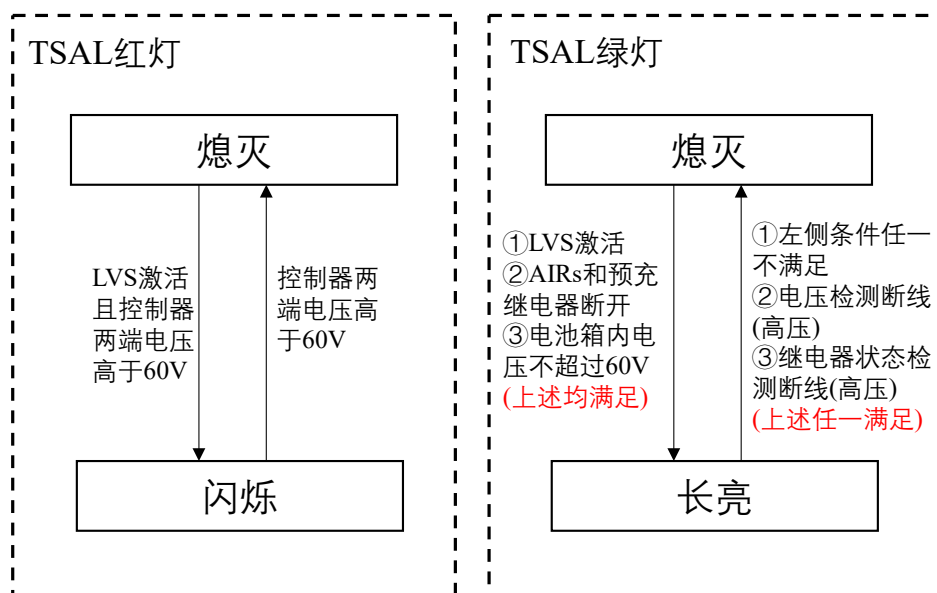 TSAL红灯
熄灭
LVS激活
且控制器
两端电压
高于60V
控制器两
端电压高
于60V
闪烁
TSAL绿灯
熄灭
①LVS激活
②AIRs和预充
继电器断开
③电池箱内电
压不超过60V
(上述均满足)
①左侧条件任一
不满足
②电压检测断线
(高压)
③继电器状态检
测断线(高压)
(上述任一满足)
长亮